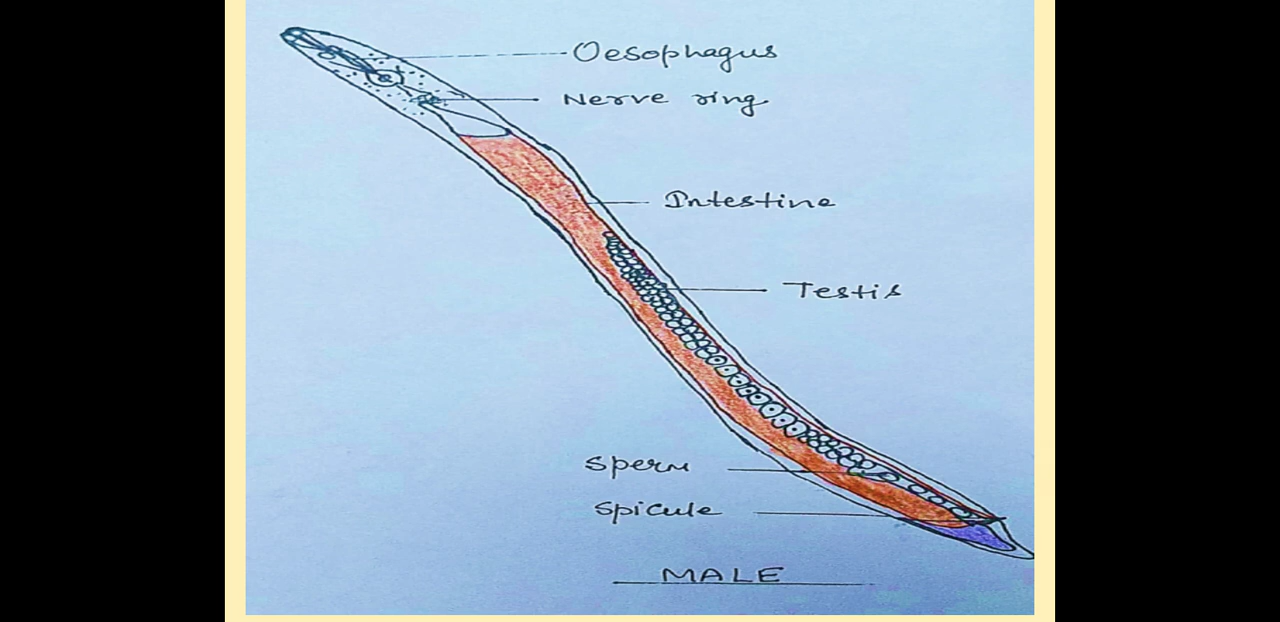 Oesophagus
Nerve ring
Intestine
Testis
Sperm
Spicule
MALE